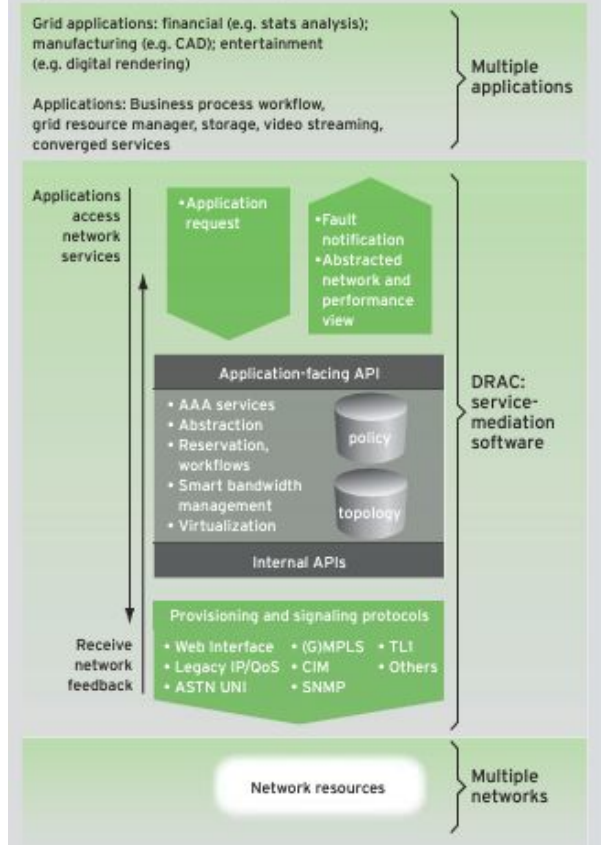 Grid applications: financial (e.g. stats analysis);
manufacturing (e.g. CAD); entertainment
(e.g. digital rendering)
Applications: Business process workflow,
grid resource manager, storage, video streaming,
converged services
Multiple
applications
Applications
access
network
services
• Application
request
• Fault
notification
• Abstracted
network and
performance
view
Application-facing API
• AAA services
• Abstraction
• Reservation,
workflows
• Smart bandwidth
management
• Virtualization
policy
topology
Internal APIs
DRAC:
service-
mediation
software
Provisioning and signaling protocols
• Web Interface • (G)MPLS • TL1
• Legacy IP/QoS • CIM • Others
• ASTN UNI • SNMP
Receive
network
feedback
Network resources
Multiple
networks